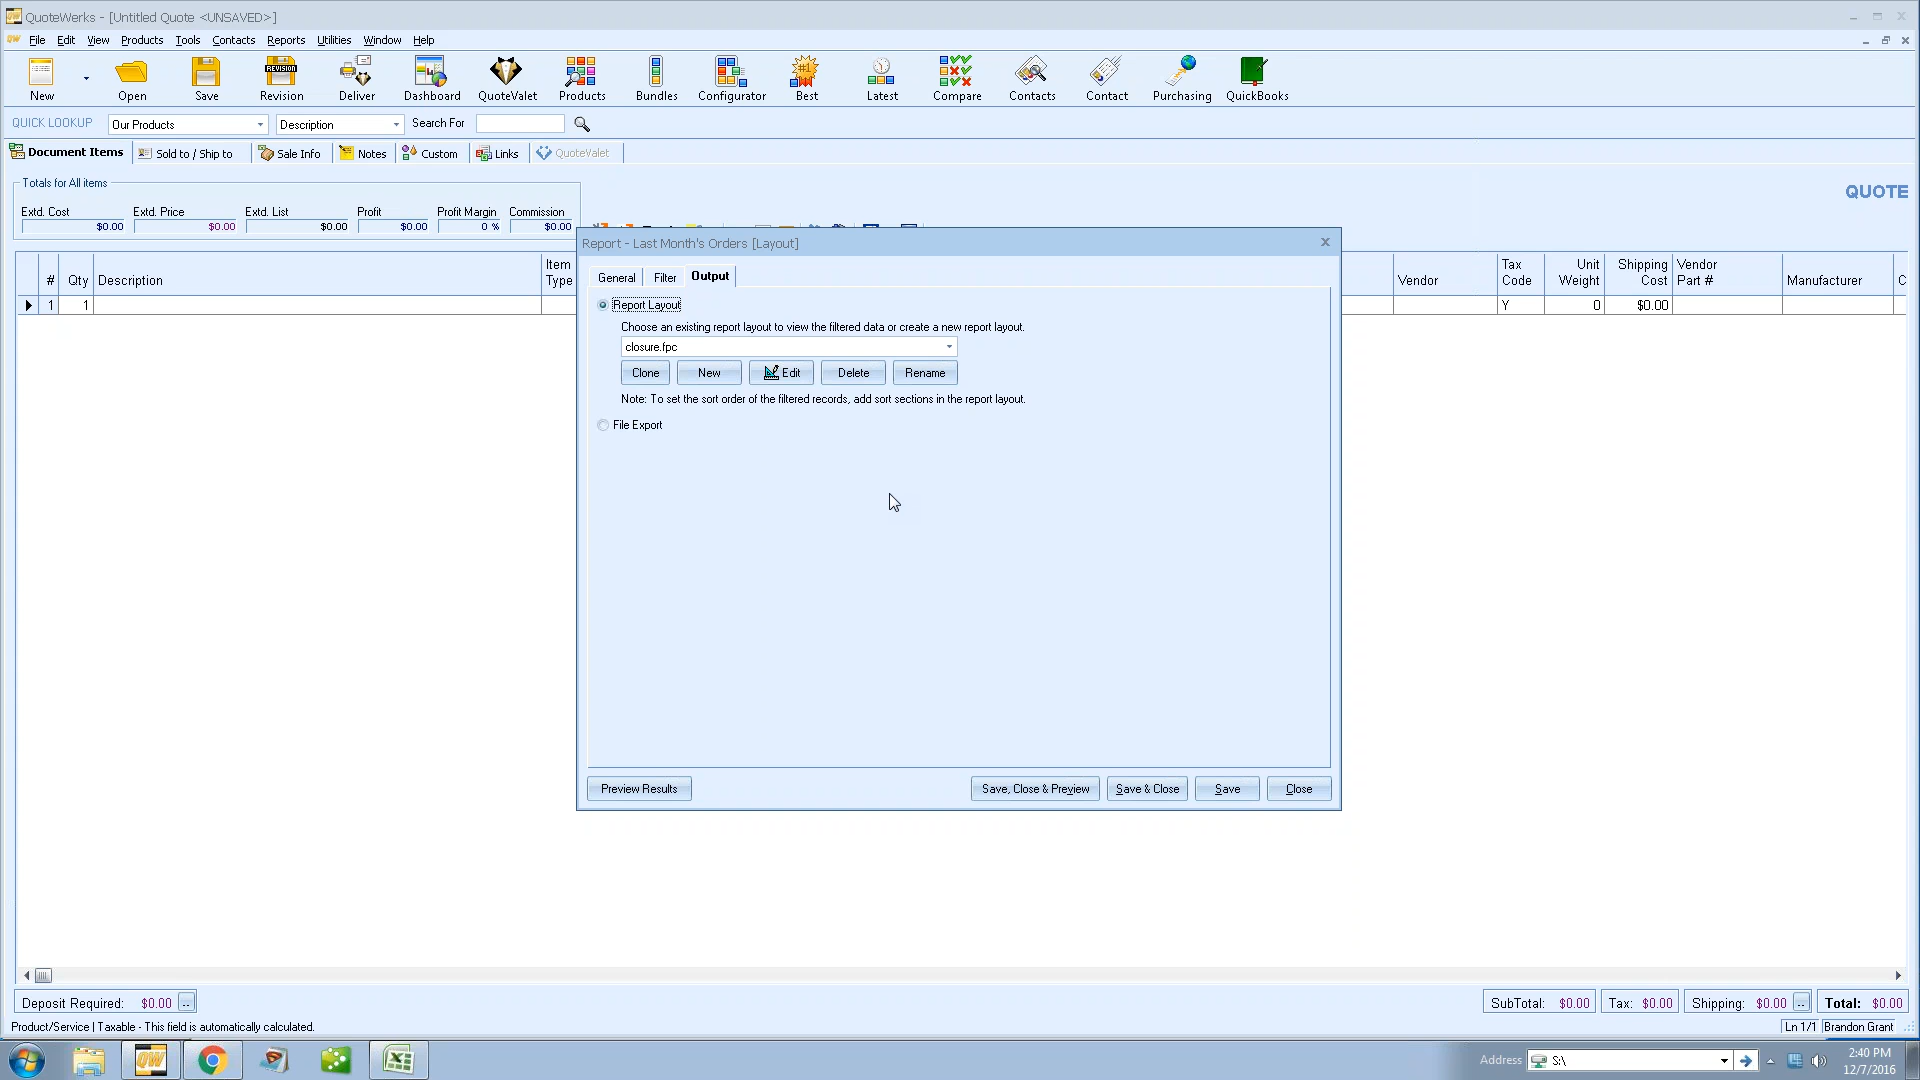 QuoteWerks - [Untitled Quote <UNSAVED>]
File Edit View Products Tools Contacts Reports Utilities Window Help
New Open Save Revision Deliver Dashboard QuoteValet Products Bundles Configurator Best Latest Compare Contacts Contact Purchasing QuickBooks
QUICK LOOKUP Our Products Description Search For
Document Items Sold to / Ship to Sale Info Notes Custom Links QuoteValet
Totals for All items
QUOTE
Extd. Cost Extd. Price Extd. List Profit Profit Margin Commission
$0.00 $0.00 $0.00 $0.00 0 % $0.00
# Qty Description Item Type Vendor Tax Code Unit Weight Shipping Cost Vendor Part # Manufacturer C
1 1 Y 0 $0.00
Report - Last Month's Orders [Layout]
General Filter Output
Report Layout
Choose an existing report layout to view the filtered data or create a new report layout.
closure.fpc
Clone New Edit Delete Rename
Note: To set the sort order of the filtered records, add sort sections in the report layout.
File Export
Preview Results Save, Close & Preview Save & Close Save Close
Deposit Required: $0.00 .. SubTotal: $0.00 Tax: $0.00 Shipping: $0.00 .. Total: $0.00
Product/Service | Taxable - This field is automatically calculated. Ln 1/1 Brandon Grant
QW Address S:\ 2:40 PM
12/7/2016